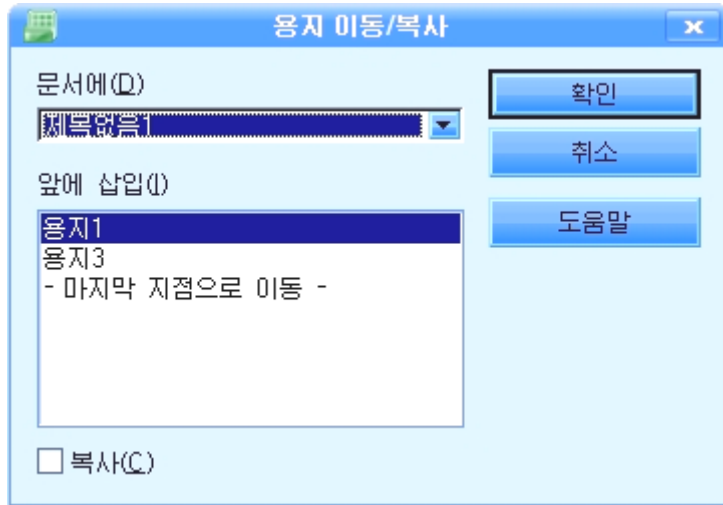 용지 이동/복사
문서에(D)
제목없음1
앞에 삽입(I)
용지1
용지3
- 마지막 지점으로 이동 -
복사(C)
확인
취소
도움말